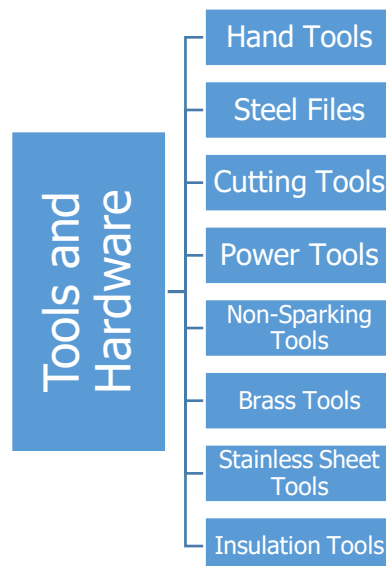 Tools and
Hardware
Hand Tools
Steel Files
Cutting Tools
Power Tools
Non-Sparking
Tools
Brass Tools
Stainless Sheet
Tools
Insulation Tools